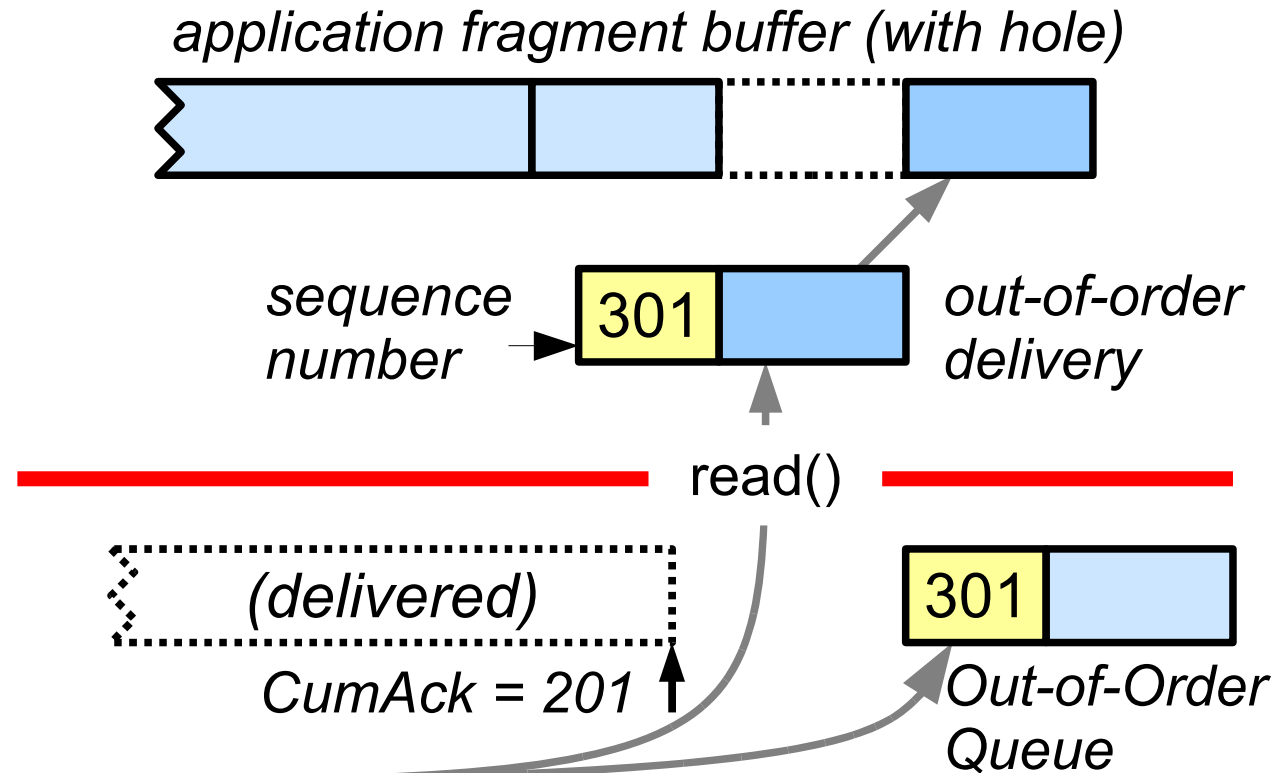 application fragment buffer (with hole)
sequence
number
301
out-of-order
delivery
read()
(delivered)
301
CumAck = 201
Out-of-Order
Queue